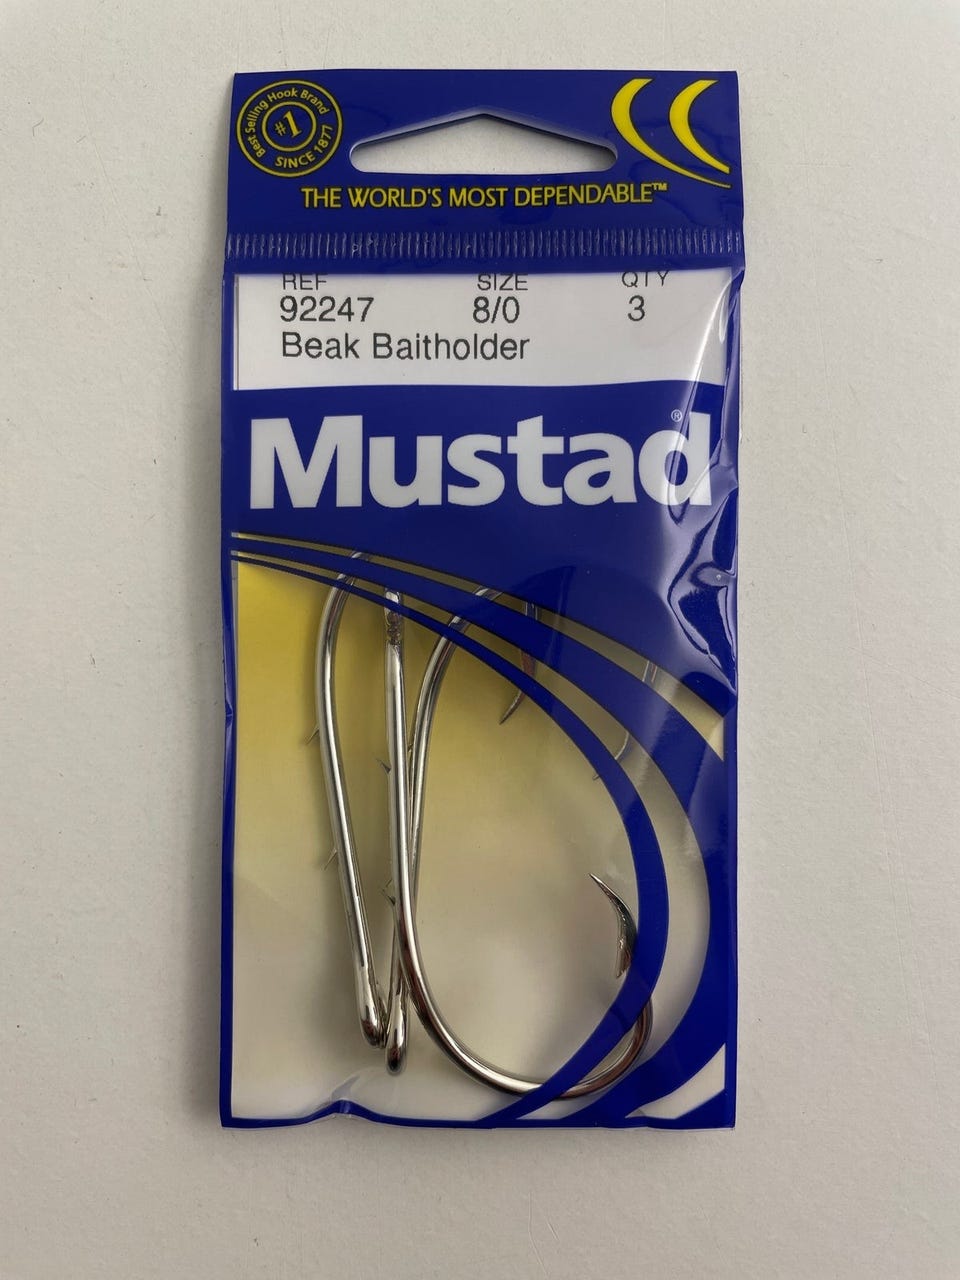 Best Selling Hook Brand
#1
SINCE 1877
THE WORLD'S MOST DEPENDABLE™
REF SIZE QTY
92247 8/0 3
Beak Baitholder
Mustad®